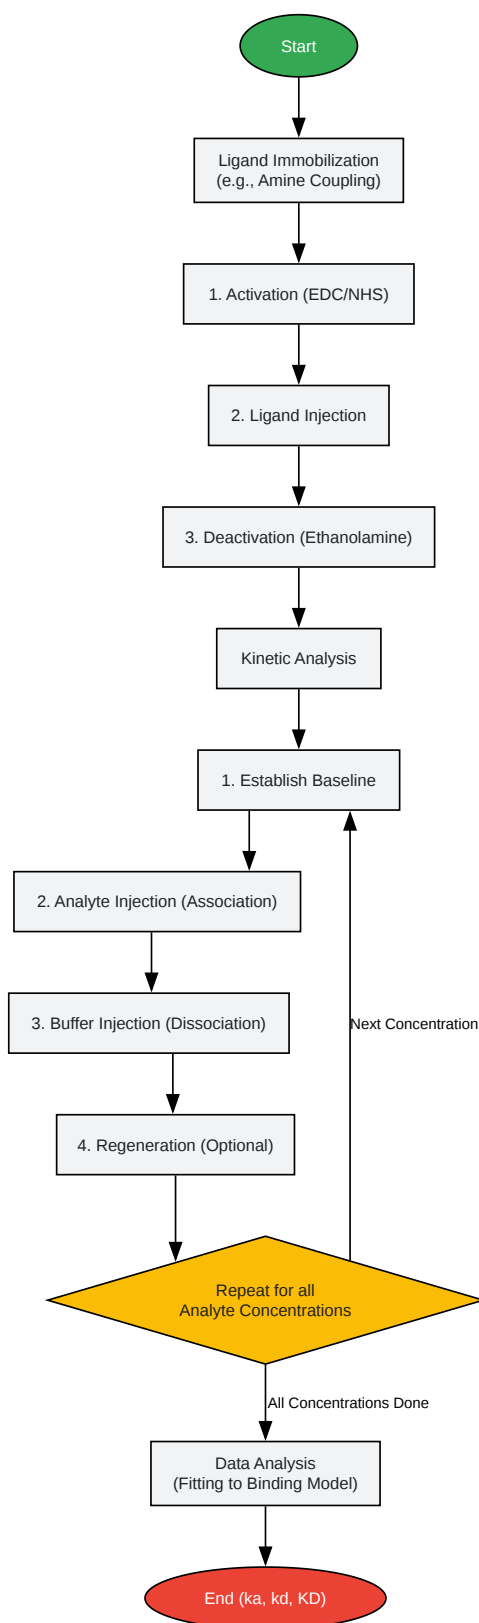 Start
Ligand Immobilization
(e.g., Amine Coupling)
1. Activation (EDC/NHS)
2. Ligand Injection
3. Deactivation (Ethanolamine)
Kinetic Analysis
1. Establish Baseline
2. Analyte Injection (Association)
3. Buffer Injection (Dissociation)
Next Concentration
4. Regeneration (Optional)
Repeat for all
Analyte Concentrations
All Concentrations Done
Data Analysis
(Fitting to Binding Model)
End (ka, kd, KD)